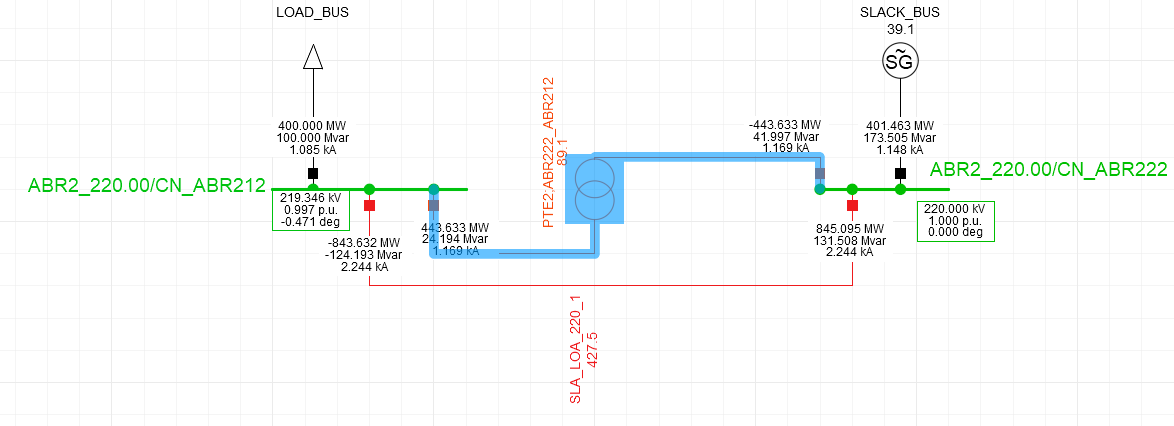 LOAD_BUS
SLACK_BUS
39.1
SG
400.000 MW
100.000 Mvar
1.085 kA
PTE2:ABR222_ABR212
89.1
-443.633 MW
41.997 Mvar
1.169 kA
401.463 MW
173.505 Mvar
1.148 kA
ABR2_220.00/CN_ABR212
ABR2_220.00/CN_ABR222
219.346 kV
0.997 p.u.
-0.471 deg
220.000 kV
1.000 p.u.
0.000 deg
-843.632 MW
-124.193 Mvar
2.244 kA
443.633 MW
24.194 Mvar
1.169 kA
845.095 MW
131.508 Mvar
2.244 kA
SLA_LOA_220_1
427.5